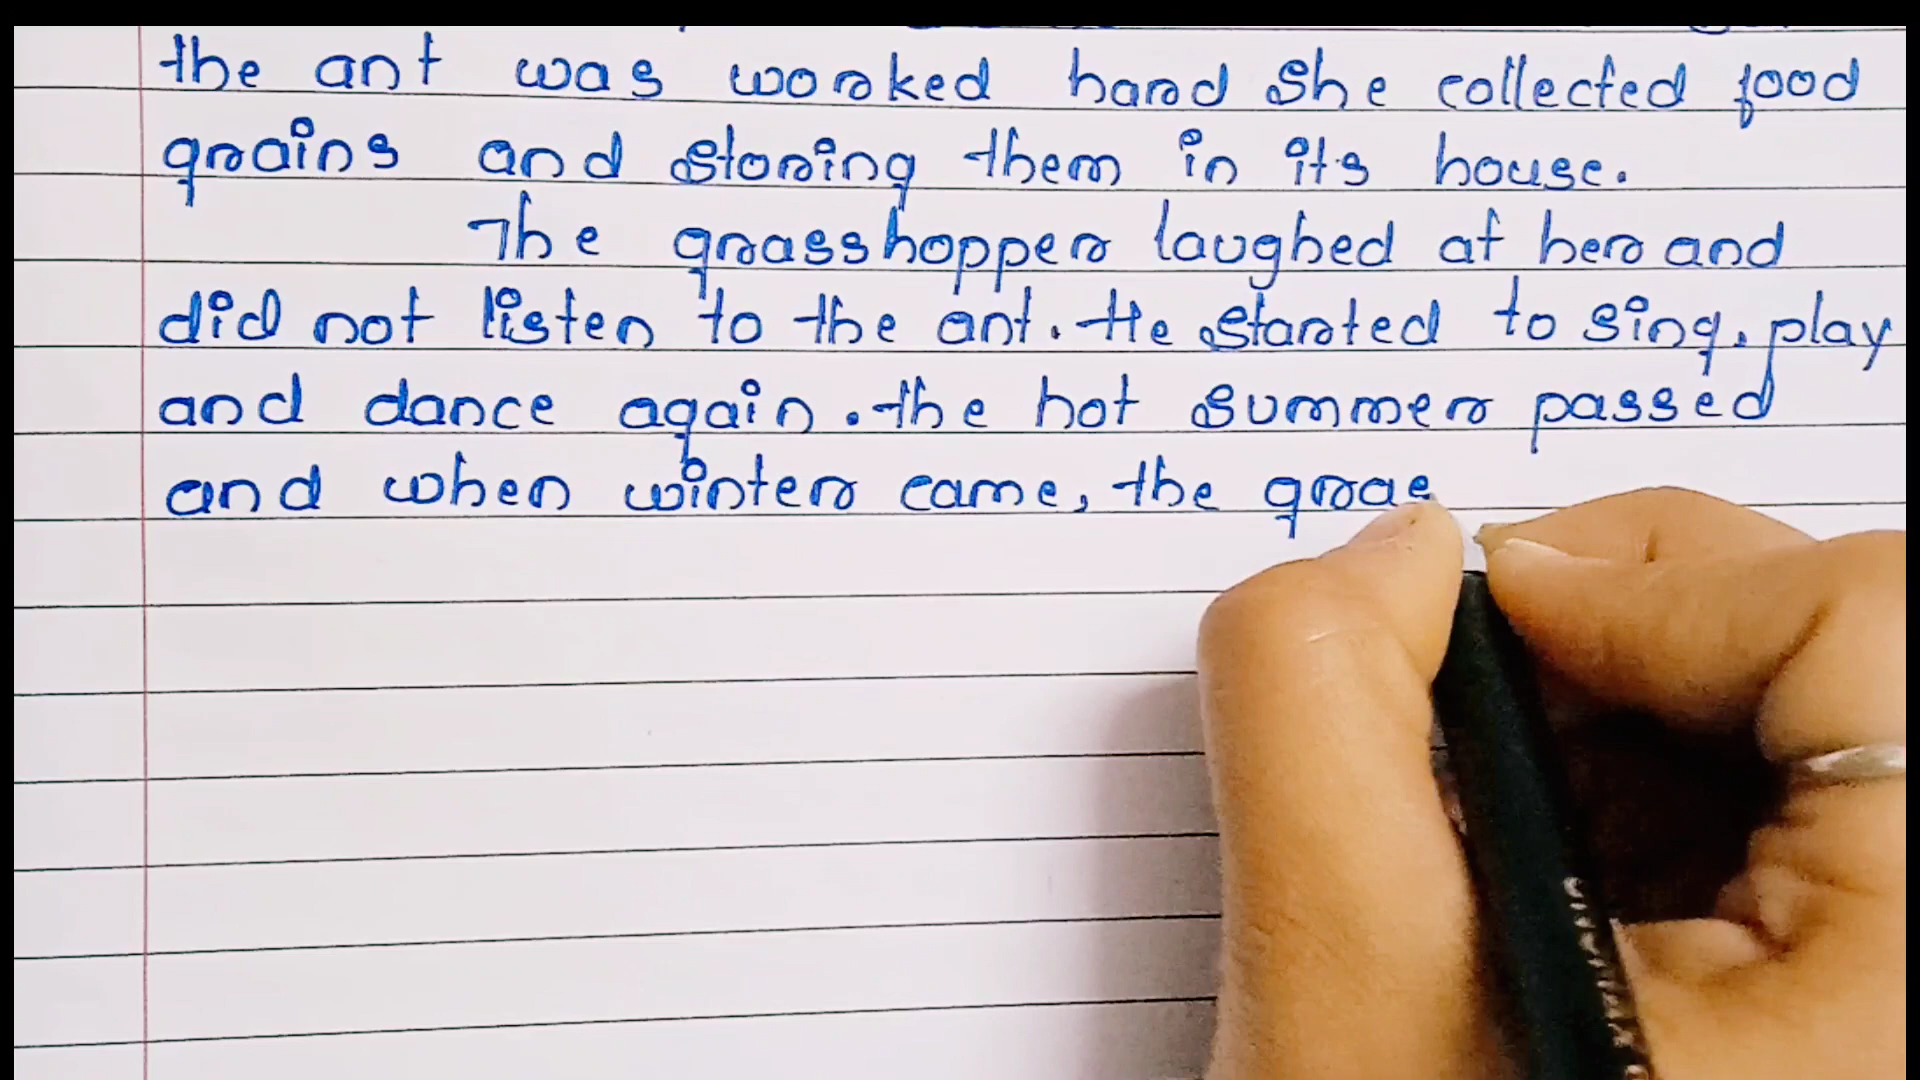 the ant was worked hard She collected food
grains and storing them in its house.
The grasshopper laughed at her and
did not listen to the ant. He started to sing, play
and dance again. the hot summer passed
and when winter came, the gras